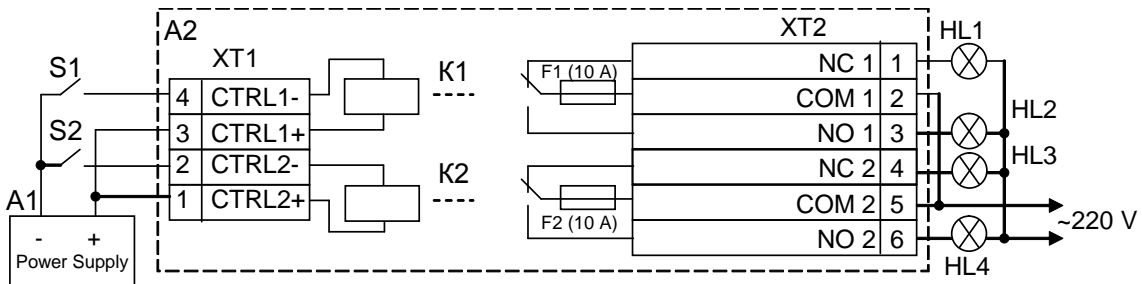 A2
XT1
XT2
HL1
S1
4 CTRL1-
3 CTRL1+
S2
2 CTRL2-
1 CTRL2+
K1
K2
F1 (10 A)
F2 (10 A)
NC 1 1
COM 1 2
NO 1 3
NC 2 4
COM 2 5
NO 2 6
HL2
HL3
HL4
~220 V
A1
- +
Power Supply